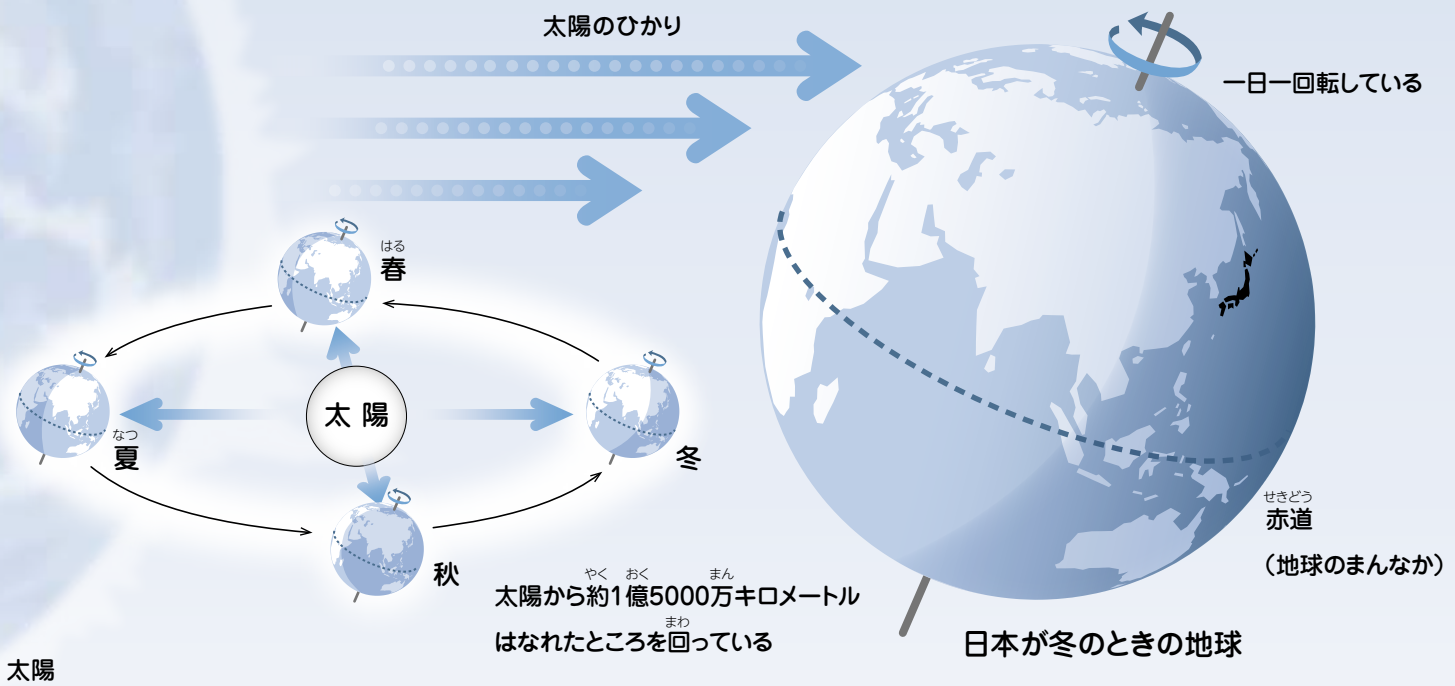 太陽のひかり
一日一回転している
はる
春
太陽
なつ
夏
冬
秋
せきどう
赤道
（地球のまんなか）
やく おく まん
太陽から約1億5000万キロメートル
まわ
はなれたところを回っている
日本が冬のときの地球
太陽